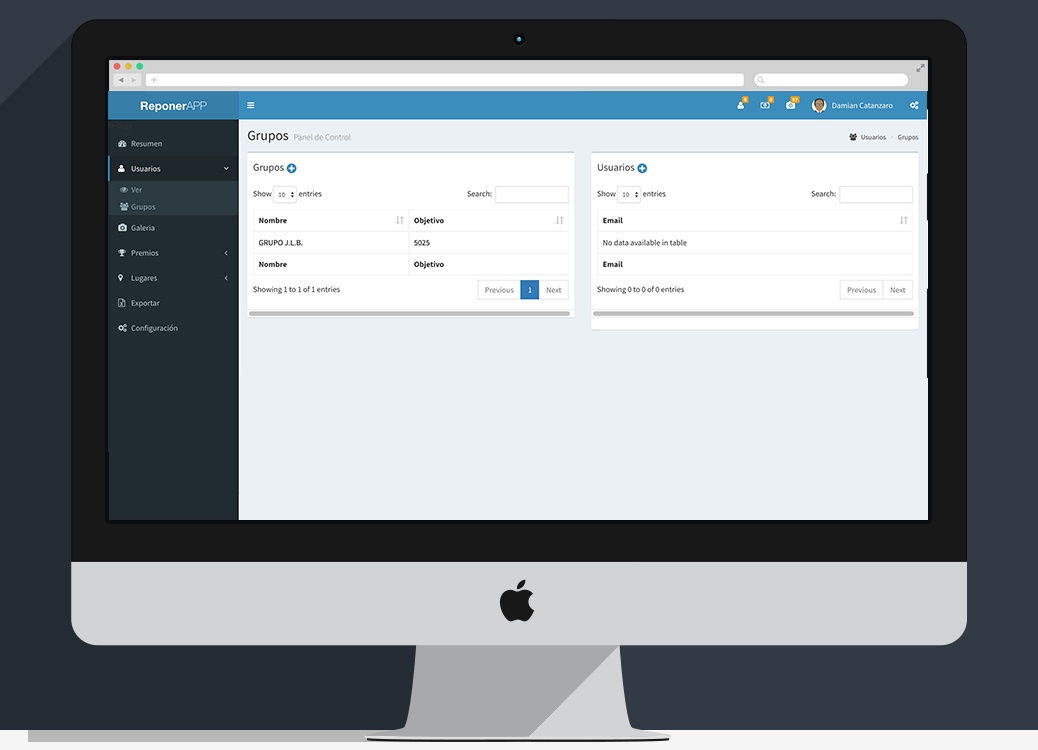 ReponerAPP
Damian Catanzaro
Resumen
Usuarios
Ver
Grupos
Galeria
Premios
Lugares
Exportar
Configuración
Grupos Panel de Control
Usuarios Grupos
Grupos
Show 10 entries Search:
Nombre Objetivo
GRUPO J.L.B. 5025
Nombre Objetivo
Showing 1 to 1 of 1 entries Previous 1 Next
Usuarios
Show 10 entries Search:
Email
No data available in table
Email
Showing 0 to 0 of 0 entries Previous Next